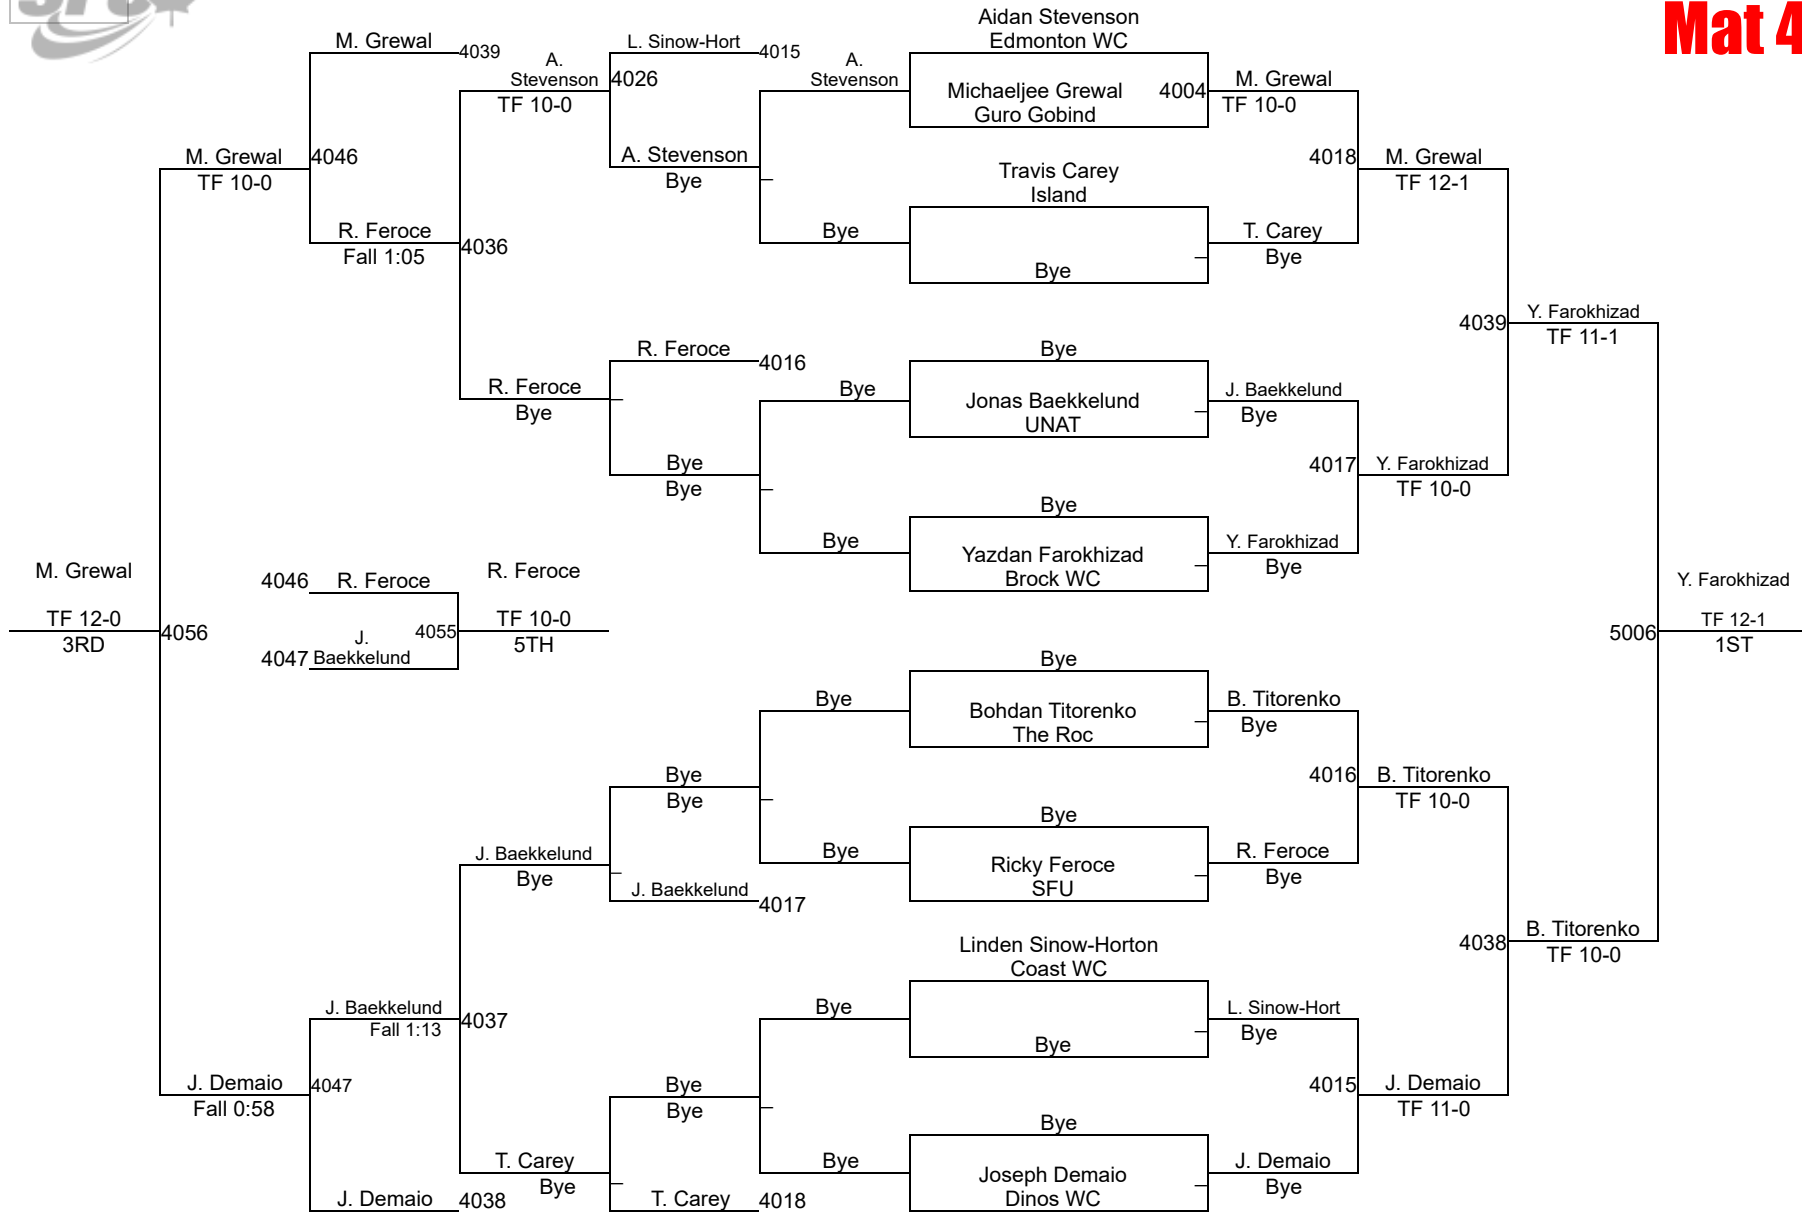 Mat 4
Aidan Stevenson
Edmonton WC
M. Grewal
4039
A.
Stevenson
4026
TF 10-0
L. Sinow-Hort
4015
A.
Stevenson
Michaeljee Grewal
Guro Gobind
4004
M. Grewal
TF 10-0
M. Grewal
TF 10-0
4046
A. Stevenson
Bye
Travis Carey
Island
4018
M. Grewal
TF 12-1
R. Feroce
Fall 1:05
4036
Bye
Bye
T. Carey
Bye
4039
Y. Farokhizad
TF 11-1
R. Feroce
4016
Bye
R. Feroce
Bye
Bye
Jonas Baekkelund
UNAT
J. Baekkelund
Bye
Bye
Bye
4017
Y. Farokhizad
TF 10-0
Bye
Bye
Yazdan Farokhizad
Brock WC
Y. Farokhizad
Bye
M. Grewal
TF 12-0
3RD
4056
4046
R. Feroce
4047
J.
Baekkelund
4055
R. Feroce
TF 10-0
5TH
Y. Farokhizad
5006
TF 12-1
1ST
Bye
Bye
Bohdan Titorenko
The Roc
B. Titorenko
Bye
Bye
Bye
4016
B. Titorenko
TF 10-0
Bye
Bye
Ricky Feroce
SFU
R. Feroce
Bye
J. Baekkelund
Bye
J. Baekkelund
4017
Linden Sinow-Horton
Coast WC
4038
B. Titorenko
TF 10-0
J. Baekkelund
Fall 1:13
4037
Bye
Bye
L. Sinow-Hort
Bye
J. Demaio
Fall 0:58
4047
Bye
Bye
4015
J. Demaio
TF 11-0
Bye
T. Carey
Bye
Bye
Joseph Demaio
Dinos WC
J. Demaio
Bye
J. Demaio
4038
T. Carey
4018